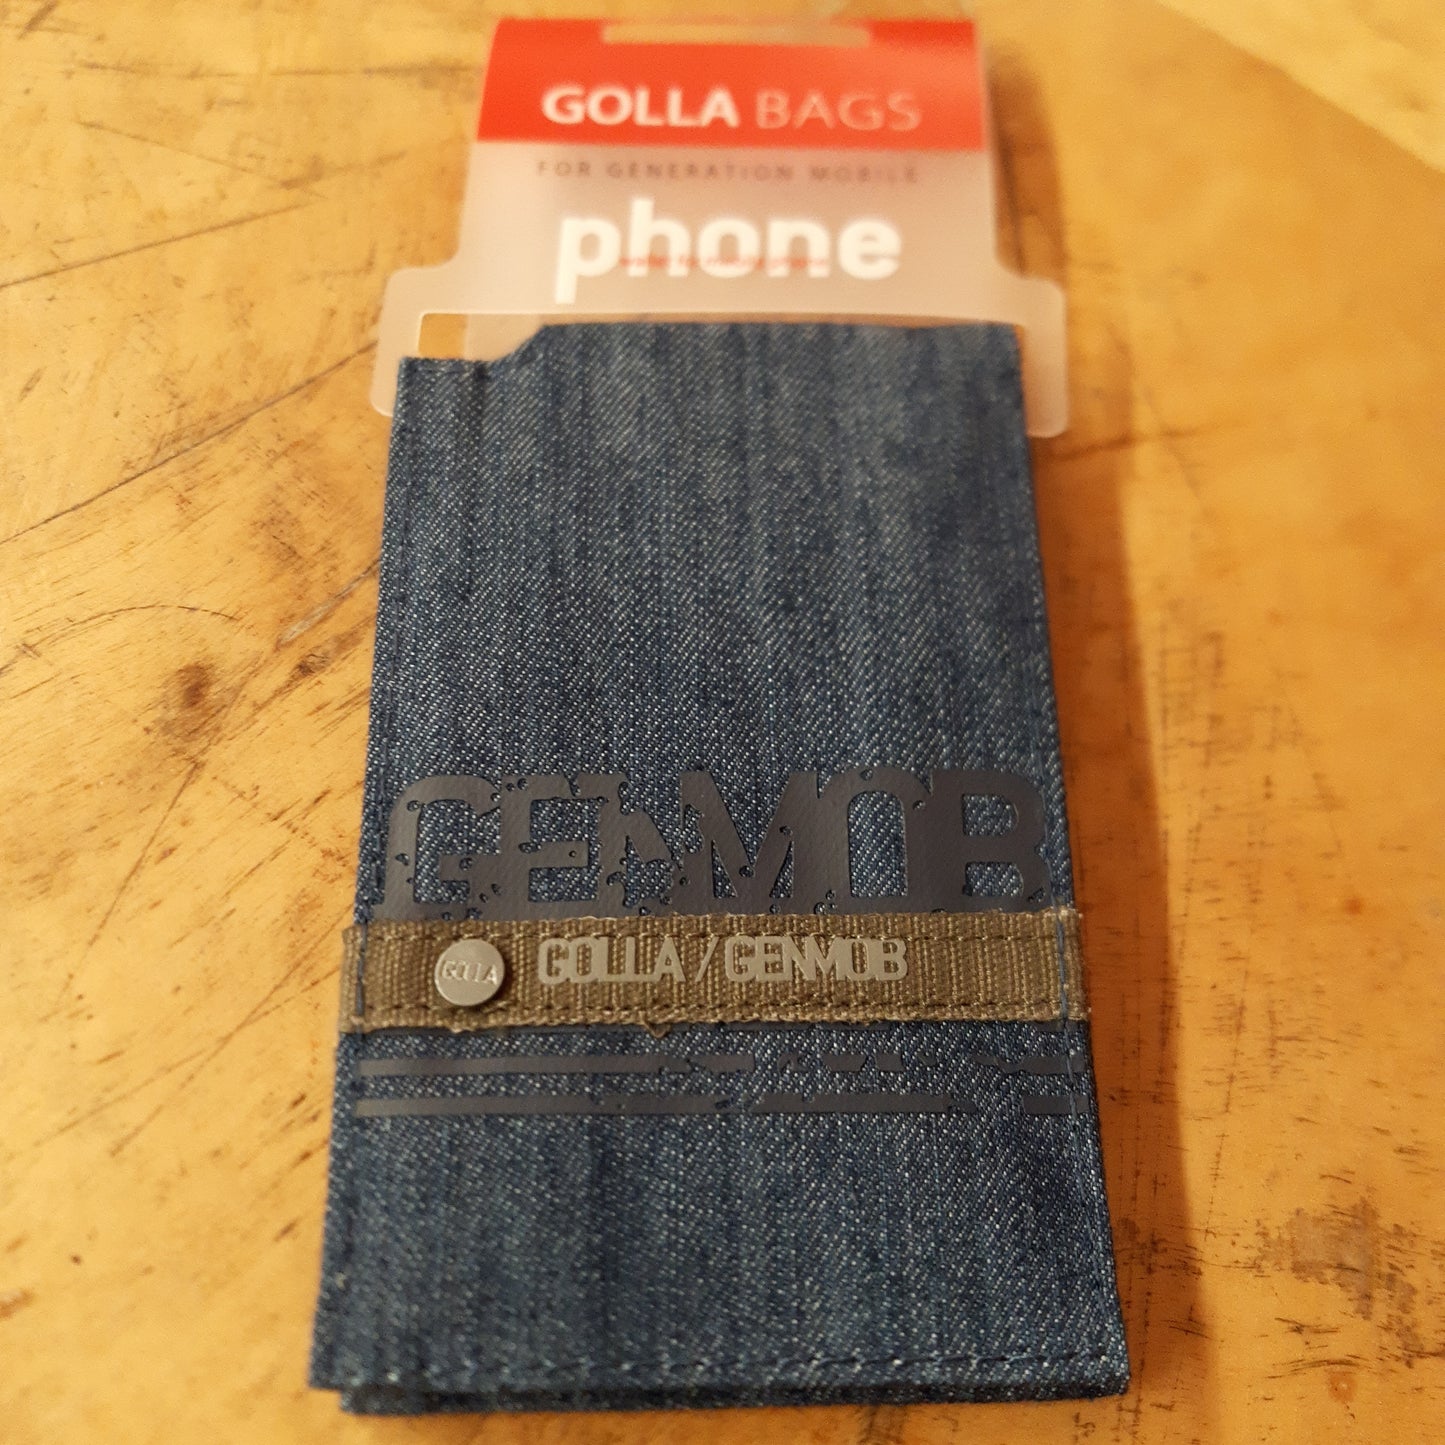 GOLLA BAGS
FOR GENERATION MOBILE
phone
GENMOB
GOLLA
GOLLA / GENMOB